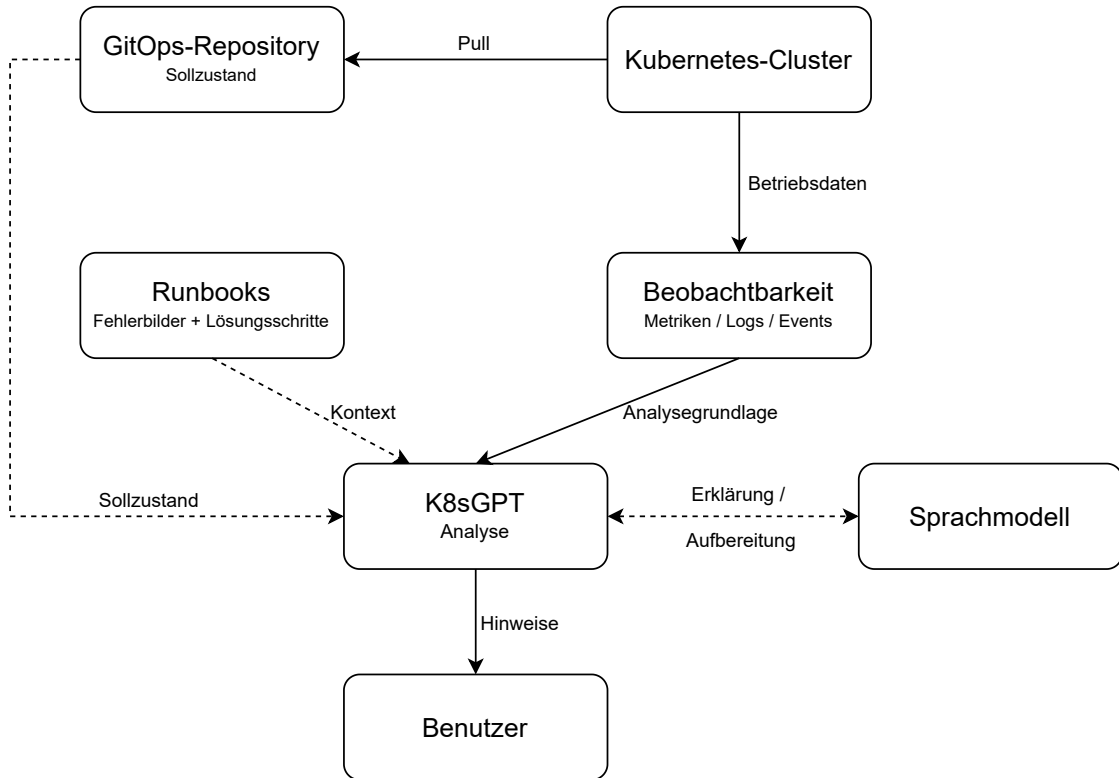 GitOps-Repository
Sollzustand
Pull
Kubernetes-Cluster
Betriebsdaten
Runbooks
Fehlerbilder + Lösungsschritte
Beobachtbarkeit
Metriken / Logs / Events
Kontext
Analysegrundlage
Sollzustand
K8sGPT
Analyse
Erklärung /
Aufbereitung
Sprachmodell
Hinweise
Benutzer